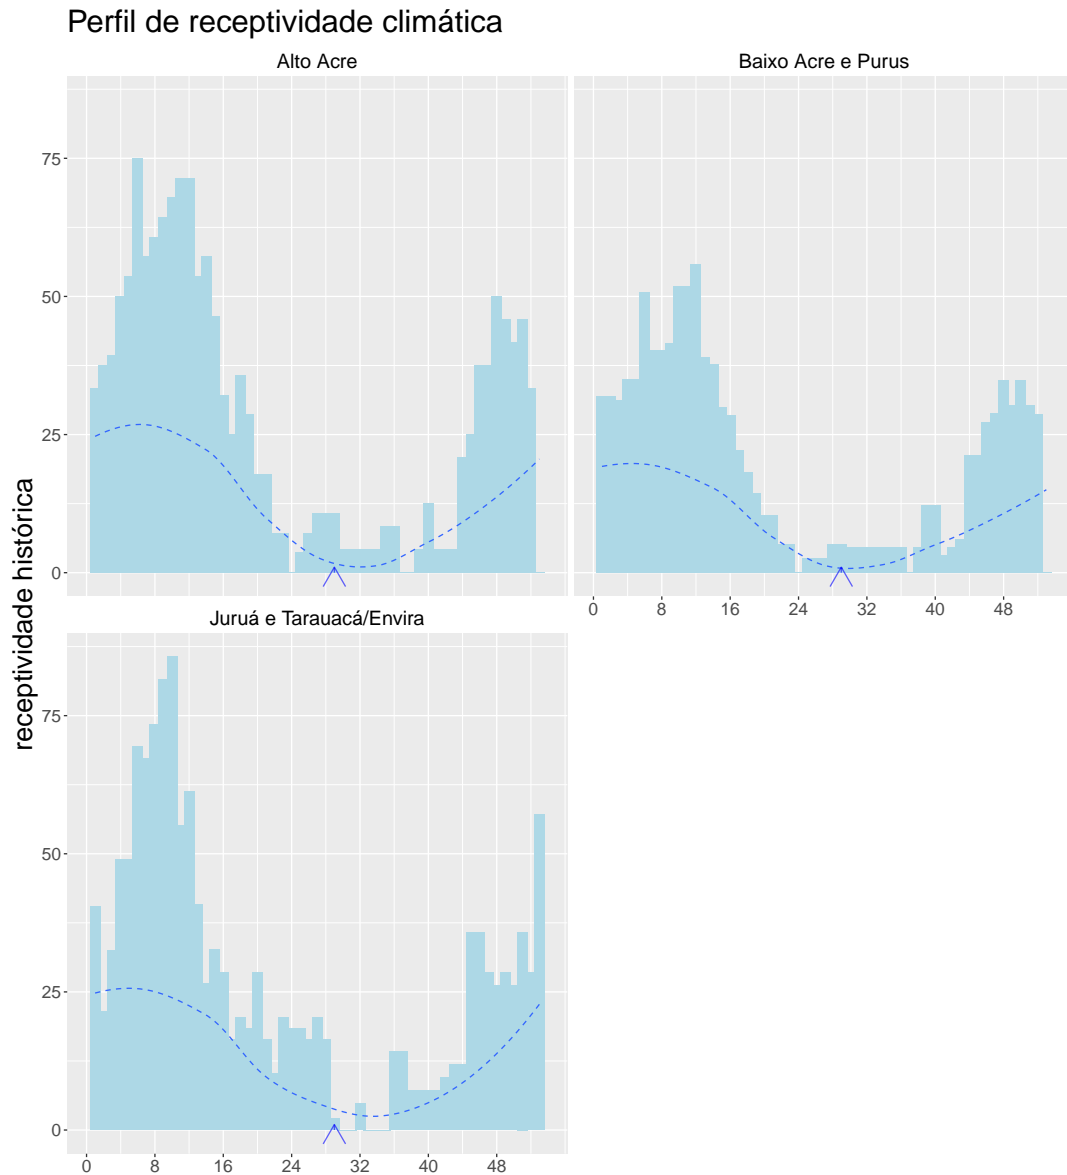 Perfil de receptividade climática
Alto Acre
Baixo Acre e Purus
75
50
25
0
0 8 16 24 32 40 48
Juruá e Tarauacá/Envira
75
50
25
0
0 8 16 24 32 40 48
receptividade histórica